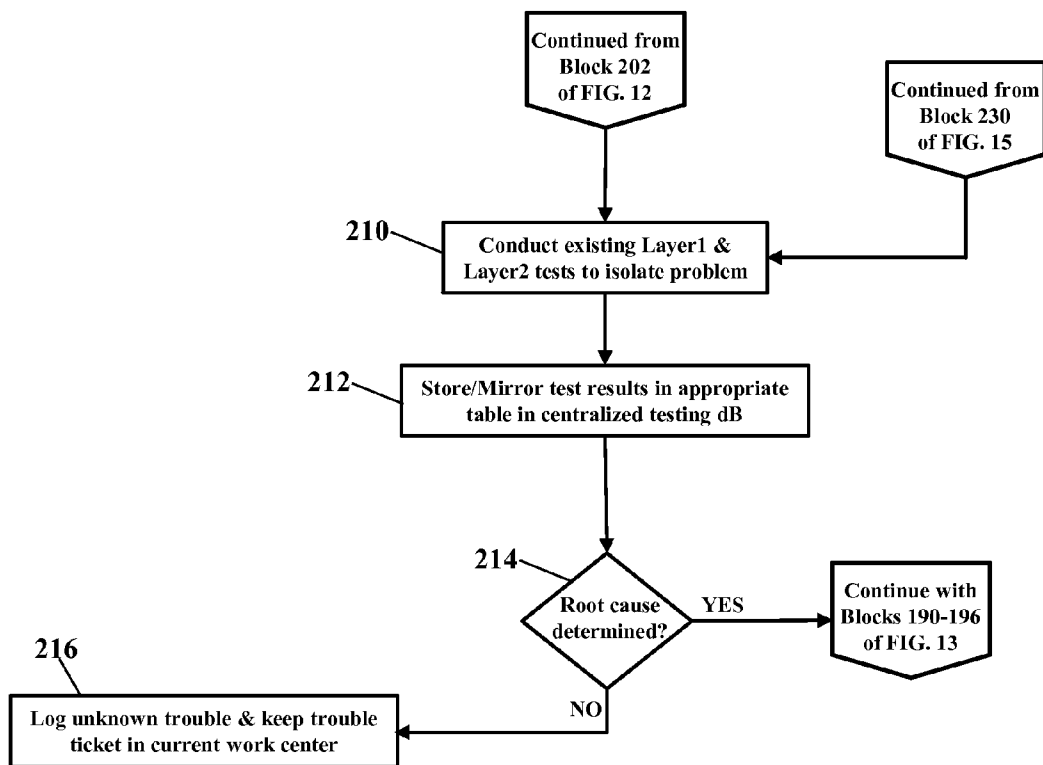 Continued from
Block 202
of FIG. 12
Continued from
Block 230
of FIG. 15
210
Conduct existing Layer1 &
Layer2 tests to isolate problem
212
Store/Mirror test results in appropriate
table in centralized testing dB
214
Root cause
determined?
YES
Continue with
Blocks 190-196
of FIG. 13
NO
216
Log unknown trouble & keep trouble
ticket in current work center